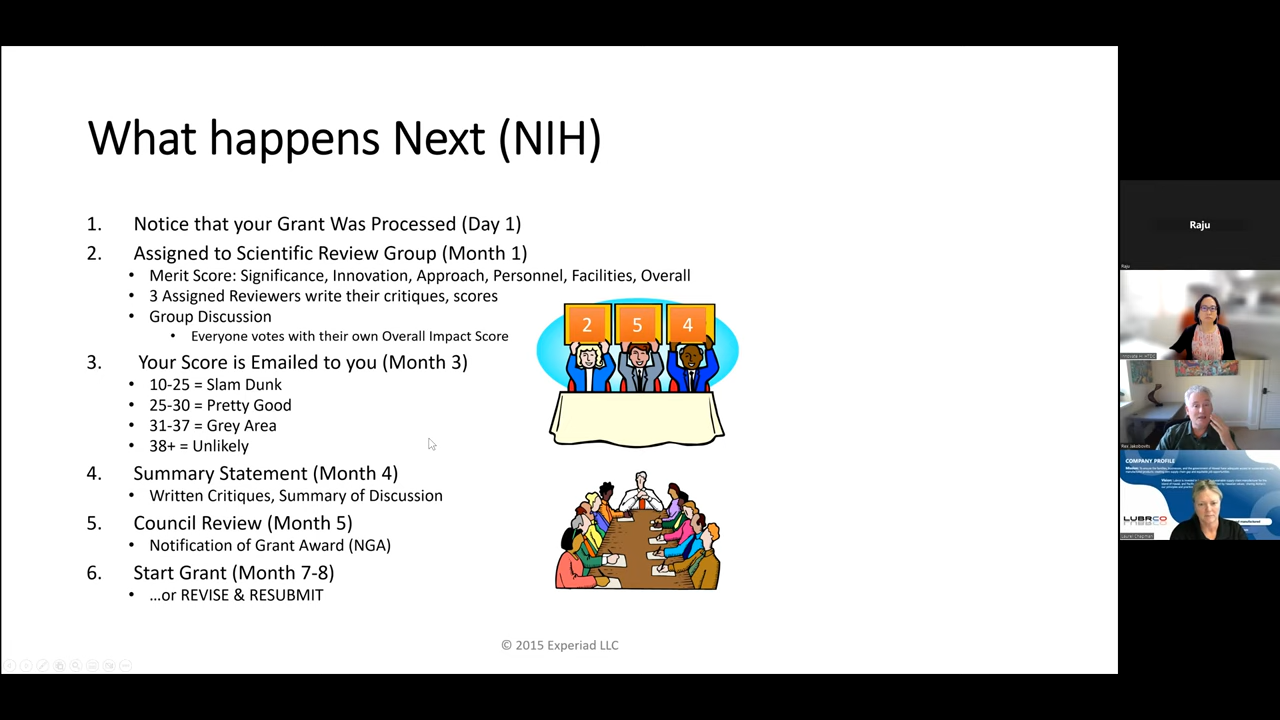 What happens Next (NIH)
1. Notice that your Grant Was Processed (Day 1)
2. Assigned to Scientific Review Group (Month 1)
• Merit Score: Significance, Innovation, Approach, Personnel, Facilities, Overall
• 3 Assigned Reviewers write their critiques, scores
• Group Discussion
• Everyone votes with their own Overall Impact Score
2 5 4
3. Your Score is Emailed to you (Month 3)
• 10-25 = Slam Dunk
• 25-30 = Pretty Good
• 31-37 = Grey Area
• 38+ = Unlikely
4. Summary Statement (Month 4)
• Written Critiques, Summary of Discussion
5. Council Review (Month 5)
• Notification of Grant Award (NGA)
6. Start Grant (Month 7-8)
• …or REVISE & RESUBMIT
© 2015 Experiad LLC
Raju
Raju
Rex Jakobovits
COMPANY PROFILE
LUBRCO